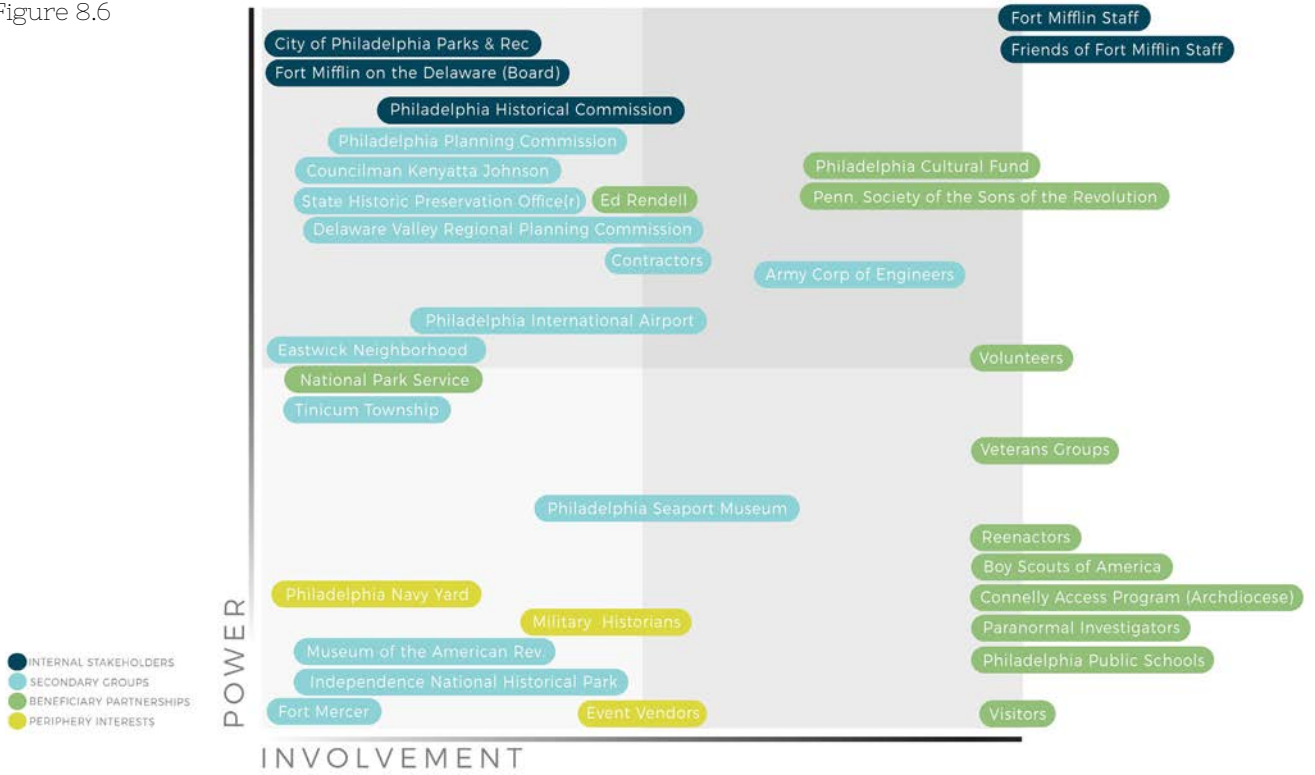 Figure 8.6
Fort Mifflin Staff
City of Philadelphia Parks & Rec
Friends of Fort Mifflin Staff
Fort Mifflin on the Delaware (Board)
Philadelphia Historical Commission
Philadelphia Planning Commission
Philadelphia Cultural Fund
Councilman Kenyatta Johnson
State Historic Preservation Office(r)
Ed Rendell
Penn. Society of the Sons of the Revolution
Delaware Valley Regional Planning Commission
Contractors
Army Corp of Engineers
Philadelphia International Airport
Eastwick Neighborhood
Volunteers
National Park Service
Tinicum Township
Veterans Groups
Philadelphia Seaport Museum
Reenactors
Boy Scouts of America
Philadelphia Navy Yard
Connelly Access Program (Archdiocese)
Military Historians
Paranormal Investigators
Museum of the American Rev.
Philadelphia Public Schools
Independence National Historical Park
Fort Mercer
Event Vendors
Visitors
POWER
INVOLVEMENT
INTERNAL STAKEHOLDERS
SECONDARY GROUPS
BENEFICIARY PARTNERSHIPS
PERIPHERY INTERESTS